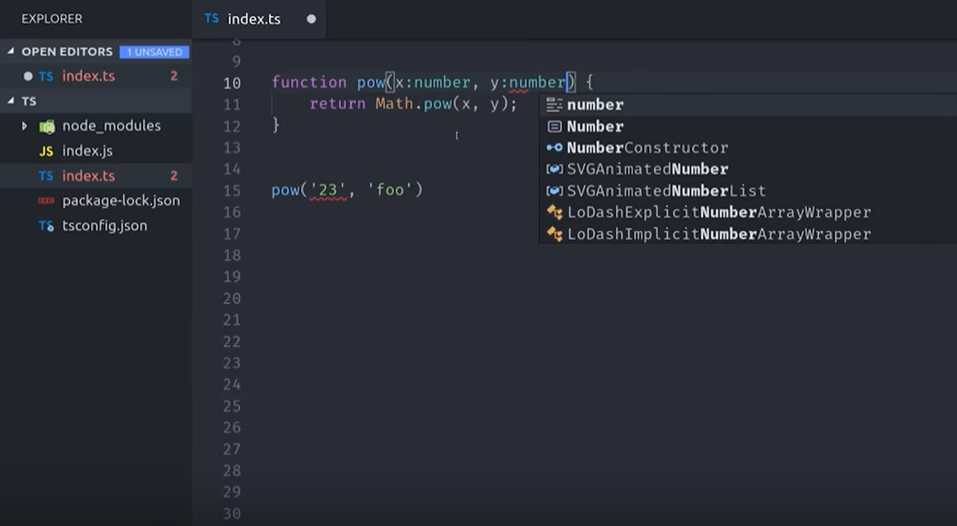 EXPLORER
TS index.ts
OPEN EDITORS 1 UNSAVED
TS index.ts 2
TS
node_modules
JS index.js
TS index.ts 2
package-lock.json
TS tsconfig.json
8
9
10 function pow(x:number, y:number) {
11 return Math.pow(x, y);
12 }
13
14
15 pow('23', 'foo')
16
17
18
19
20
21
22
23
24
25
26
27
28
29
30
number
Number
NumberConstructor
SVGAnimatedNumber
SVGAnimatedNumberList
LoDashExplicitNumberArrayWrapper
LoDashImplicitNumberArrayWrapper